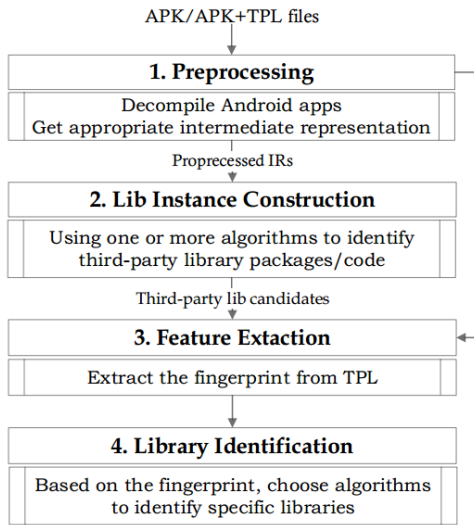 APK/APK+TPL files
1. Preprocessing
Decompile Android apps
Get appropriate intermediate representation
Proprecessed IRs
2. Lib Instance Construction
Using one or more algorithms to identify
third-party library packages/code
Third-party lib candidates
3. Feature Extaction
Extract the fingerprint from TPL
4. Library Identification
Based on the fingerprint, choose algorithms
to identify specific libraries